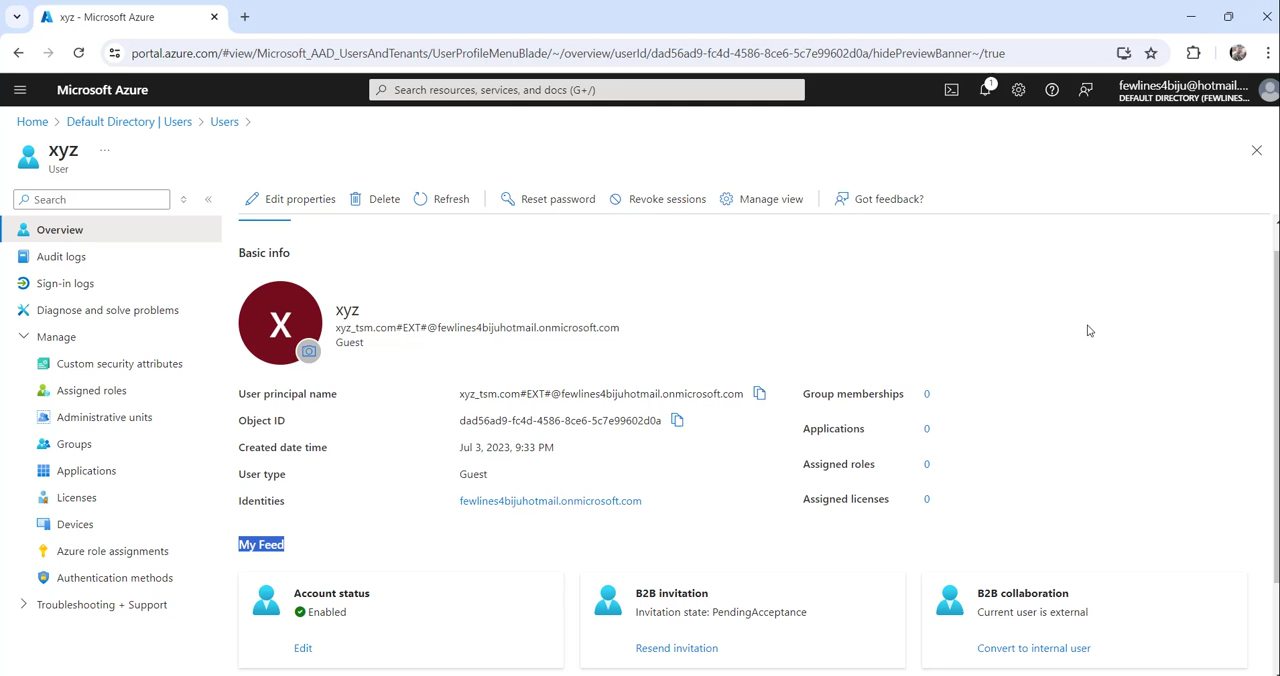 xyz - Microsoft Azure
portal.azure.com/#view/Microsoft_AAD_UsersAndTenants/UserProfileMenuBlade/~/overview/userId/dad56ad9-fc4d-4586-8ce6-5c7e99602d0a/hidePreviewBanner~/true
Microsoft Azure
Search resources, services, and docs (G+/)
1
fewlines4biju@hotmail....
DEFAULT DIRECTORY (FEWLINES...
Home > Default Directory | Users > Users >
xyz ...
User
Search
Edit properties Delete Refresh Reset password Revoke sessions Manage view Got feedback?
Overview
Audit logs
Sign-in logs
Diagnose and solve problems
Manage
Custom security attributes
Assigned roles
Administrative units
Groups
Applications
Licenses
Devices
Azure role assignments
Authentication methods
Troubleshooting + Support
Basic info
X
xyz
xyz_tsm.com#EXT#@fewlines4bijuhotmail.onmicrosoft.com
Guest
User principal name xyz_tsm.com#EXT#@fewlines4bijuhotmail.onmicrosoft.com
Object ID dad56ad9-fc4d-4586-8ce6-5c7e99602d0a
Created date time Jul 3, 2023, 9:33 PM
User type Guest
Identities fewlines4bijuhotmail.onmicrosoft.com
Group memberships 0
Applications 0
Assigned roles 0
Assigned licenses 0
My Feed
Account status
Enabled
Edit
B2B invitation
Invitation state: PendingAcceptance
Resend invitation
B2B collaboration
Current user is external
Convert to internal user